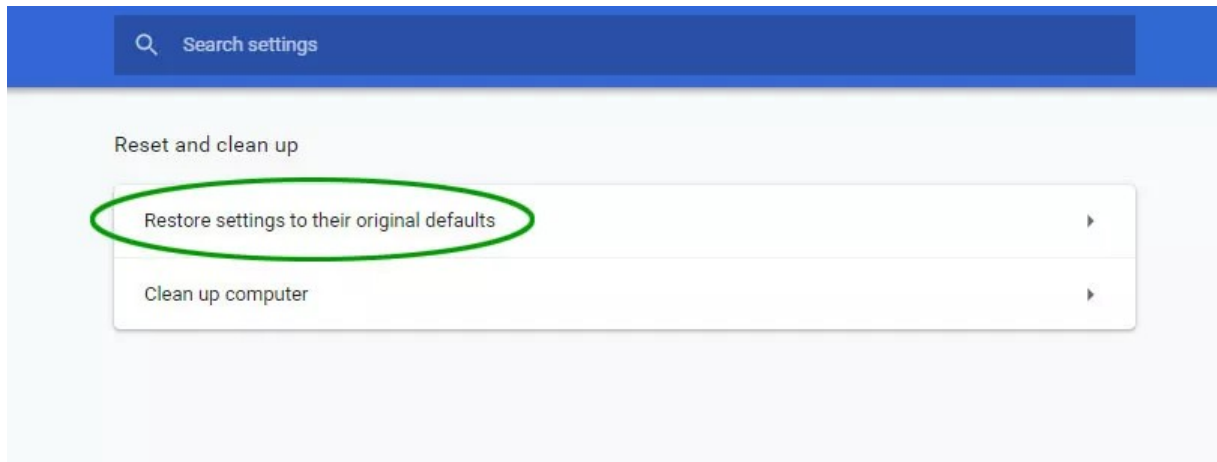 Search settings
Reset and clean up
Restore settings to their original defaults
Clean up computer